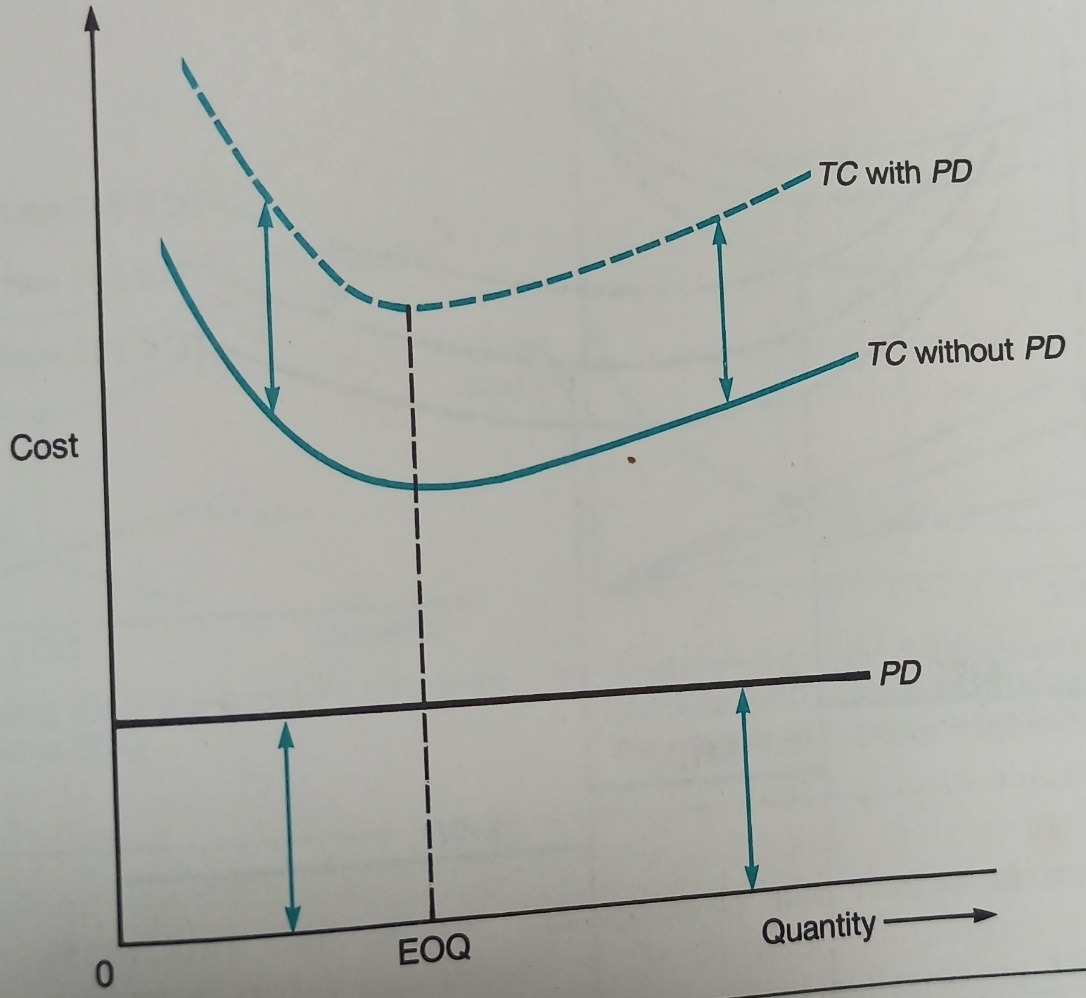 TC with PD
TC without PD
Cost
PD
Quantity
EOQ
0